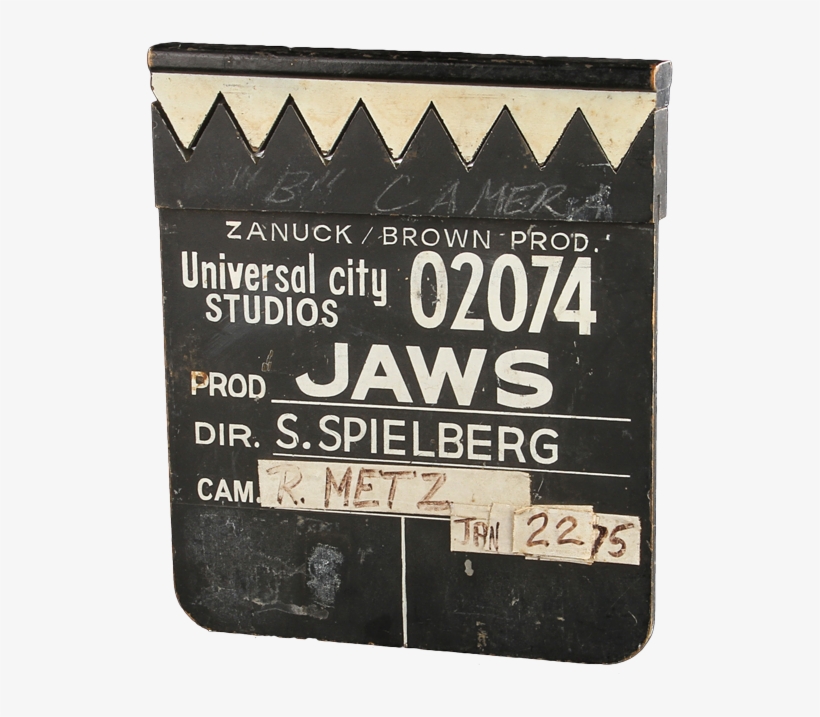 "B" CAMERA
ZANUCK / BROWN PROD.
Universal city STUDIOS 02074
PROD JAWS
DIR. S. SPIELBERG
CAM. R. METZ
JAN 22 75